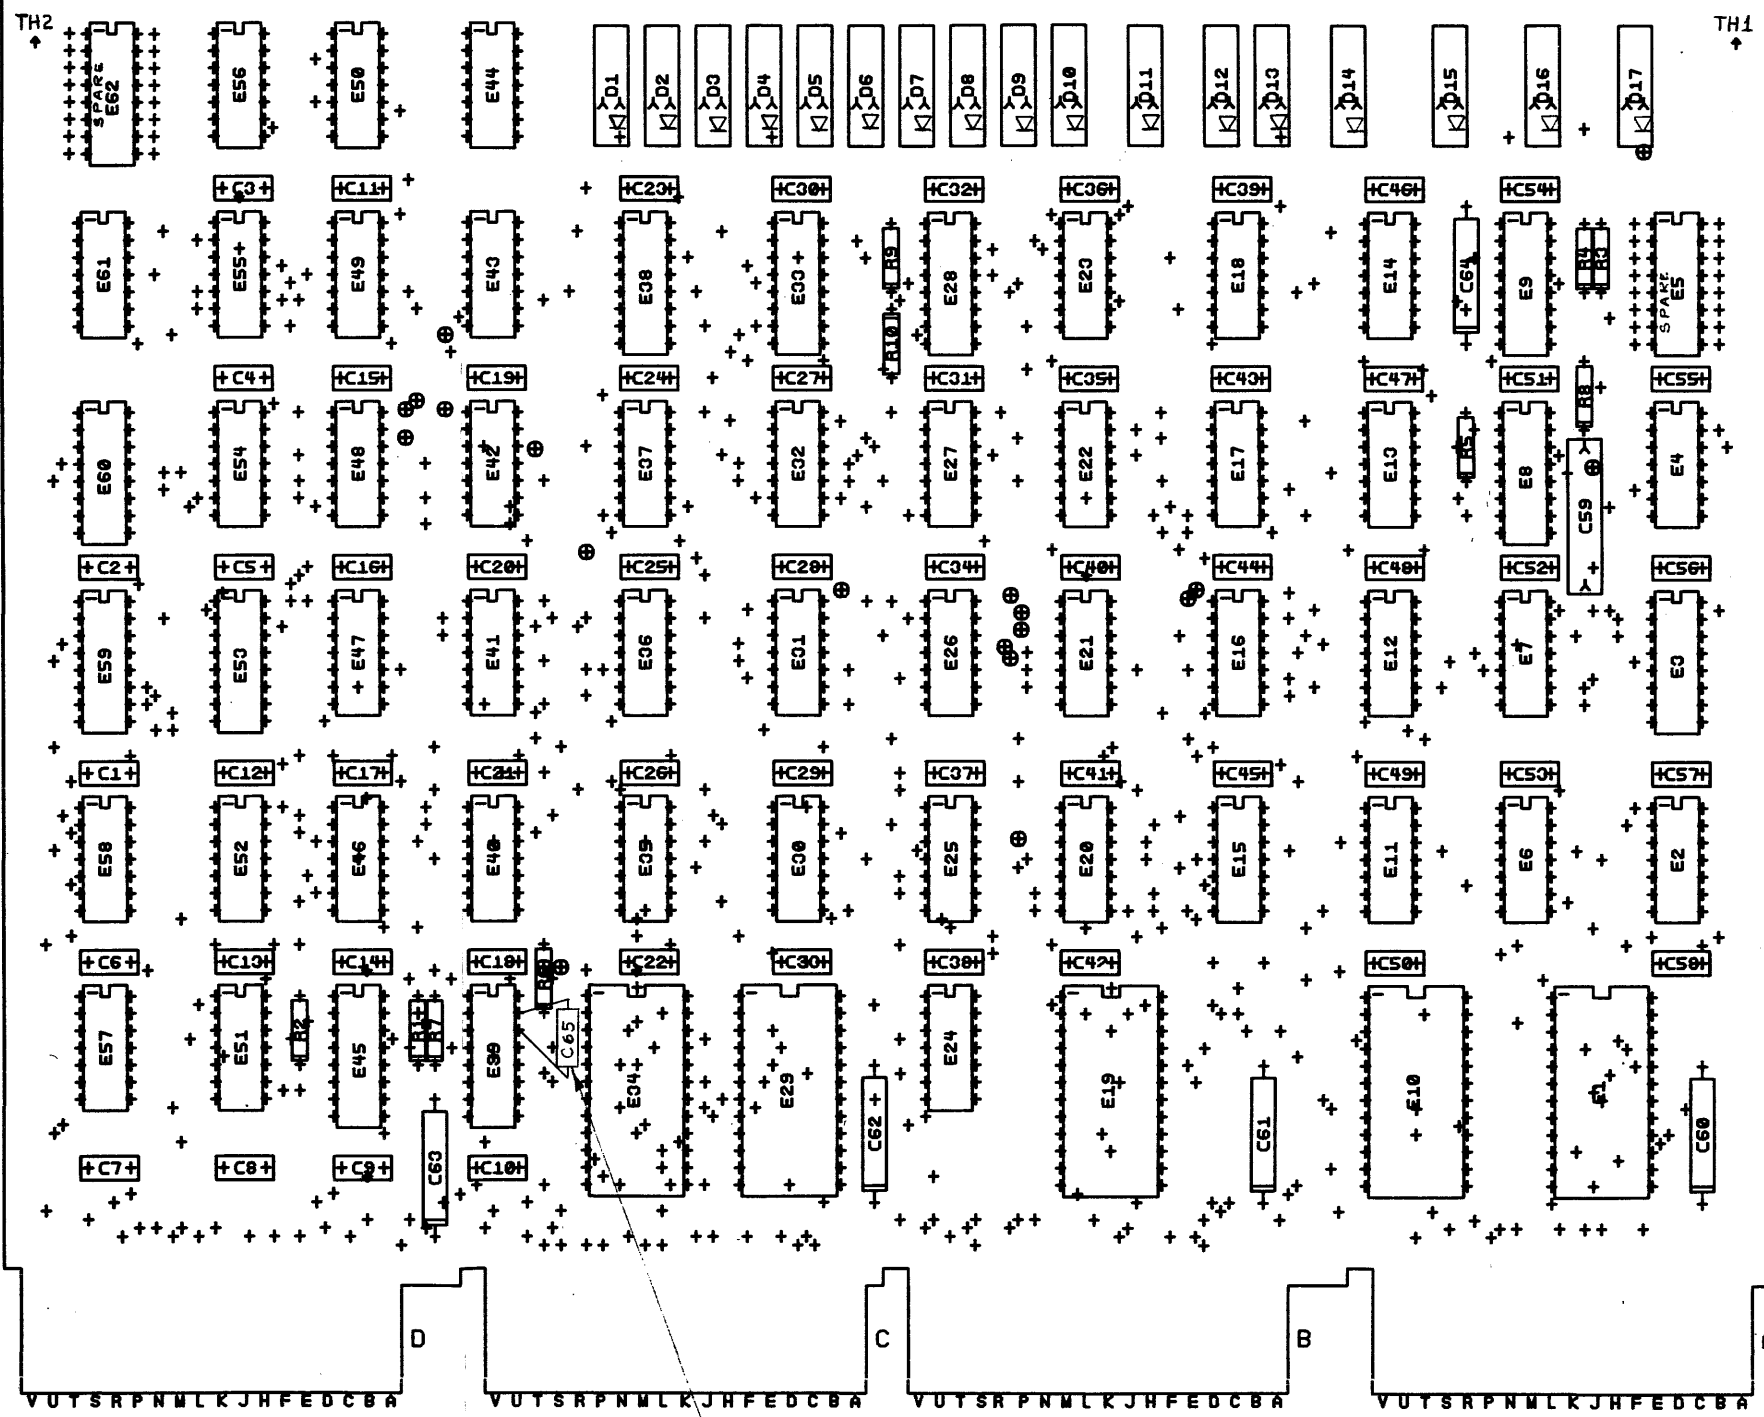 TH2 TH1
SPARE E62 E56 E50 E44 D1 D2 D3 D4 D5 D6 D7 D8 D9 D10 D11 D12 D13 D14 D15 D16 D17
C3 C11 C23 C30 C32 C36 C39 C46 C54
E61 E55 E49 E43 E38 E33 R9 E28 E23 E18 E14 C64 E9 R4 R3 SPARE E5
R10
C4 C15 C19 C24 C27 C31 C35 C43 C47 C51 R8 C55
E60 E54 E48 E42 E37 E32 E27 E22 E17 E13 R5 E8 C59 E4
C2 C5 C16 C20 C25 C28 C34 C40 C44 C48 C52 C56
E59 E53 E47 E41 E36 E31 E26 E21 E16 E12 E7 E3
C1 C12 C17 C21 C26 C29 C37 C41 C45 C49 C53 C57
E58 E52 E46 E40 E35 E30 E25 E20 E15 E11 E6 E2
C6 C13 C14 C18 C22 C30 C38 C42 C50 C58
E57 E51 R2 E45 R1 R7 E39 C65 E34 E29 E24 E19 E10 E1
C7 C8 C9 C63 C10 C62 C61 C60
D C B
V U T S R P N M L K J H F E D C B A V U T S R P N M L K J H F E D C B A V U T S R P N M L K J H F E D C B A V U T S R P N M L K J H F E D C B A